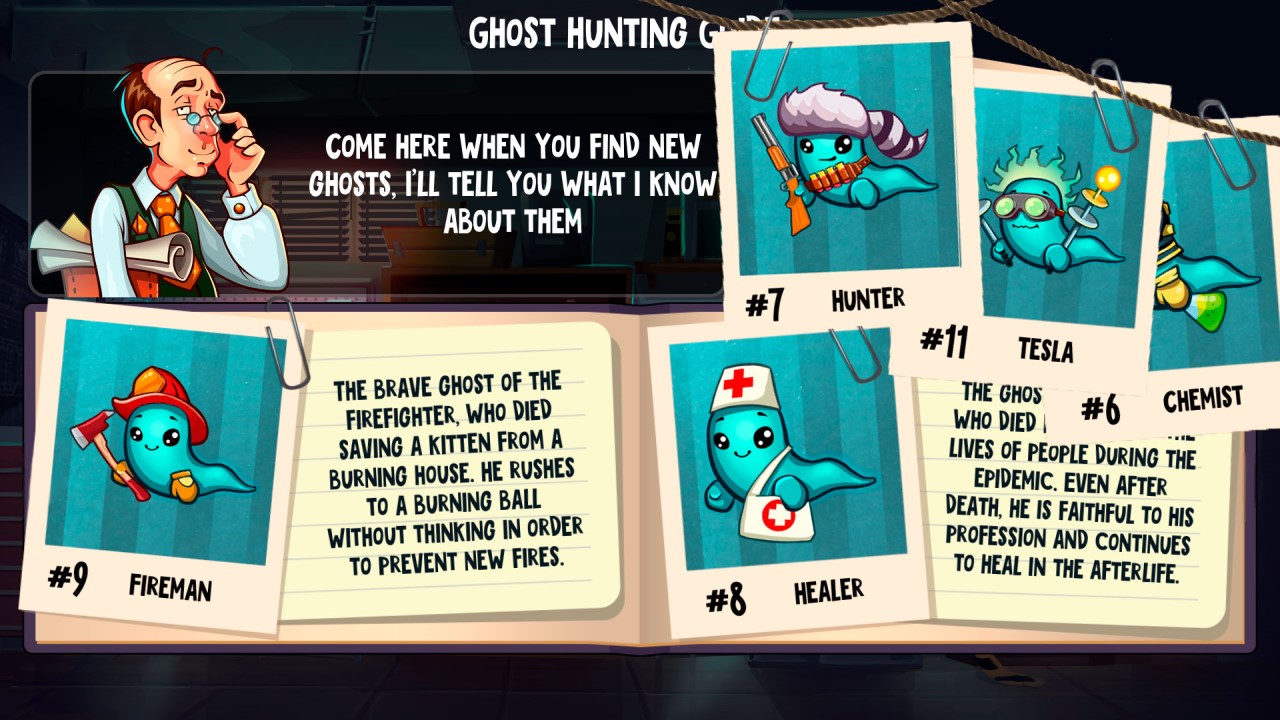 GHOST HUNTING
COME HERE WHEN YOU FIND NEW
GHOSTS, I'LL TELL YOU WHAT I KNOW
ABOUT THEM
#7 HUNTER
#11 TESLA
#6 CHEMIST
#9 FIREMAN
THE BRAVE GHOST OF THE
FIREFIGHTER, WHO DIED
SAVING A KITTEN FROM A
BURNING HOUSE. HE RUSHES
TO A BURNING BALL
WITHOUT THINKING IN ORDER
TO PREVENT NEW FIRES.
#8 HEALER
THE GHOS
WHO DIED
LIVES OF PEOPLE DURING THE
EPIDEMIC. EVEN AFTER
DEATH, HE IS FAITHFUL TO HIS
PROFESSION AND CONTINUES
TO HEAL IN THE AFTERLIFE.